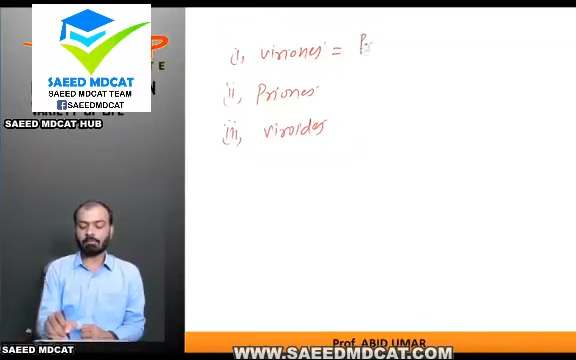 SAEED MDCAT
SAEED MDCAT TEAM
SAEEDMDCAT
VARIETY OF LIFE
SAEED MDCAT HUB
(i, viriones =
(ii, Priones
(iii, viroides
SAEED MDCAT
Prof ABID UMAR
WWW.SAEEDMDCAT.COM